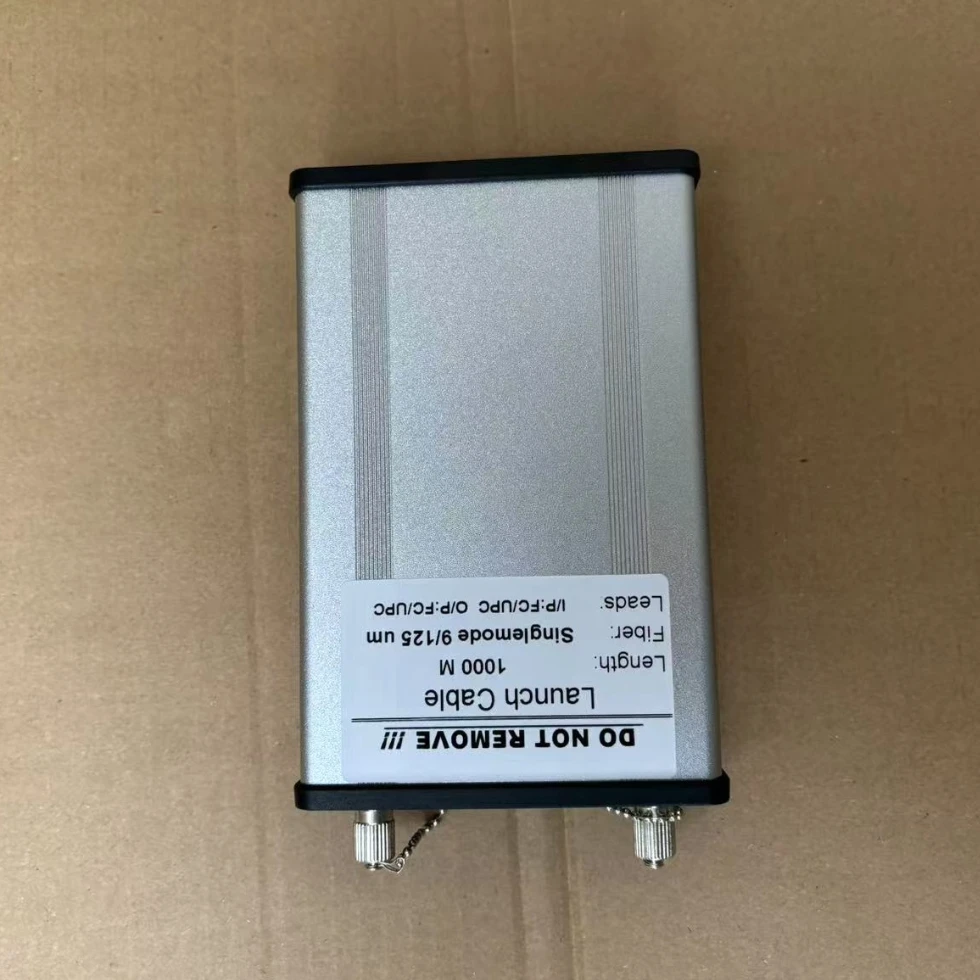 DO NOT REMOVE !!!
Launch Cable
Length: 1000 M
Fiber: Singlemode 9/125 um
Leads: I/P:FC/UPC O/P:FC/UPC